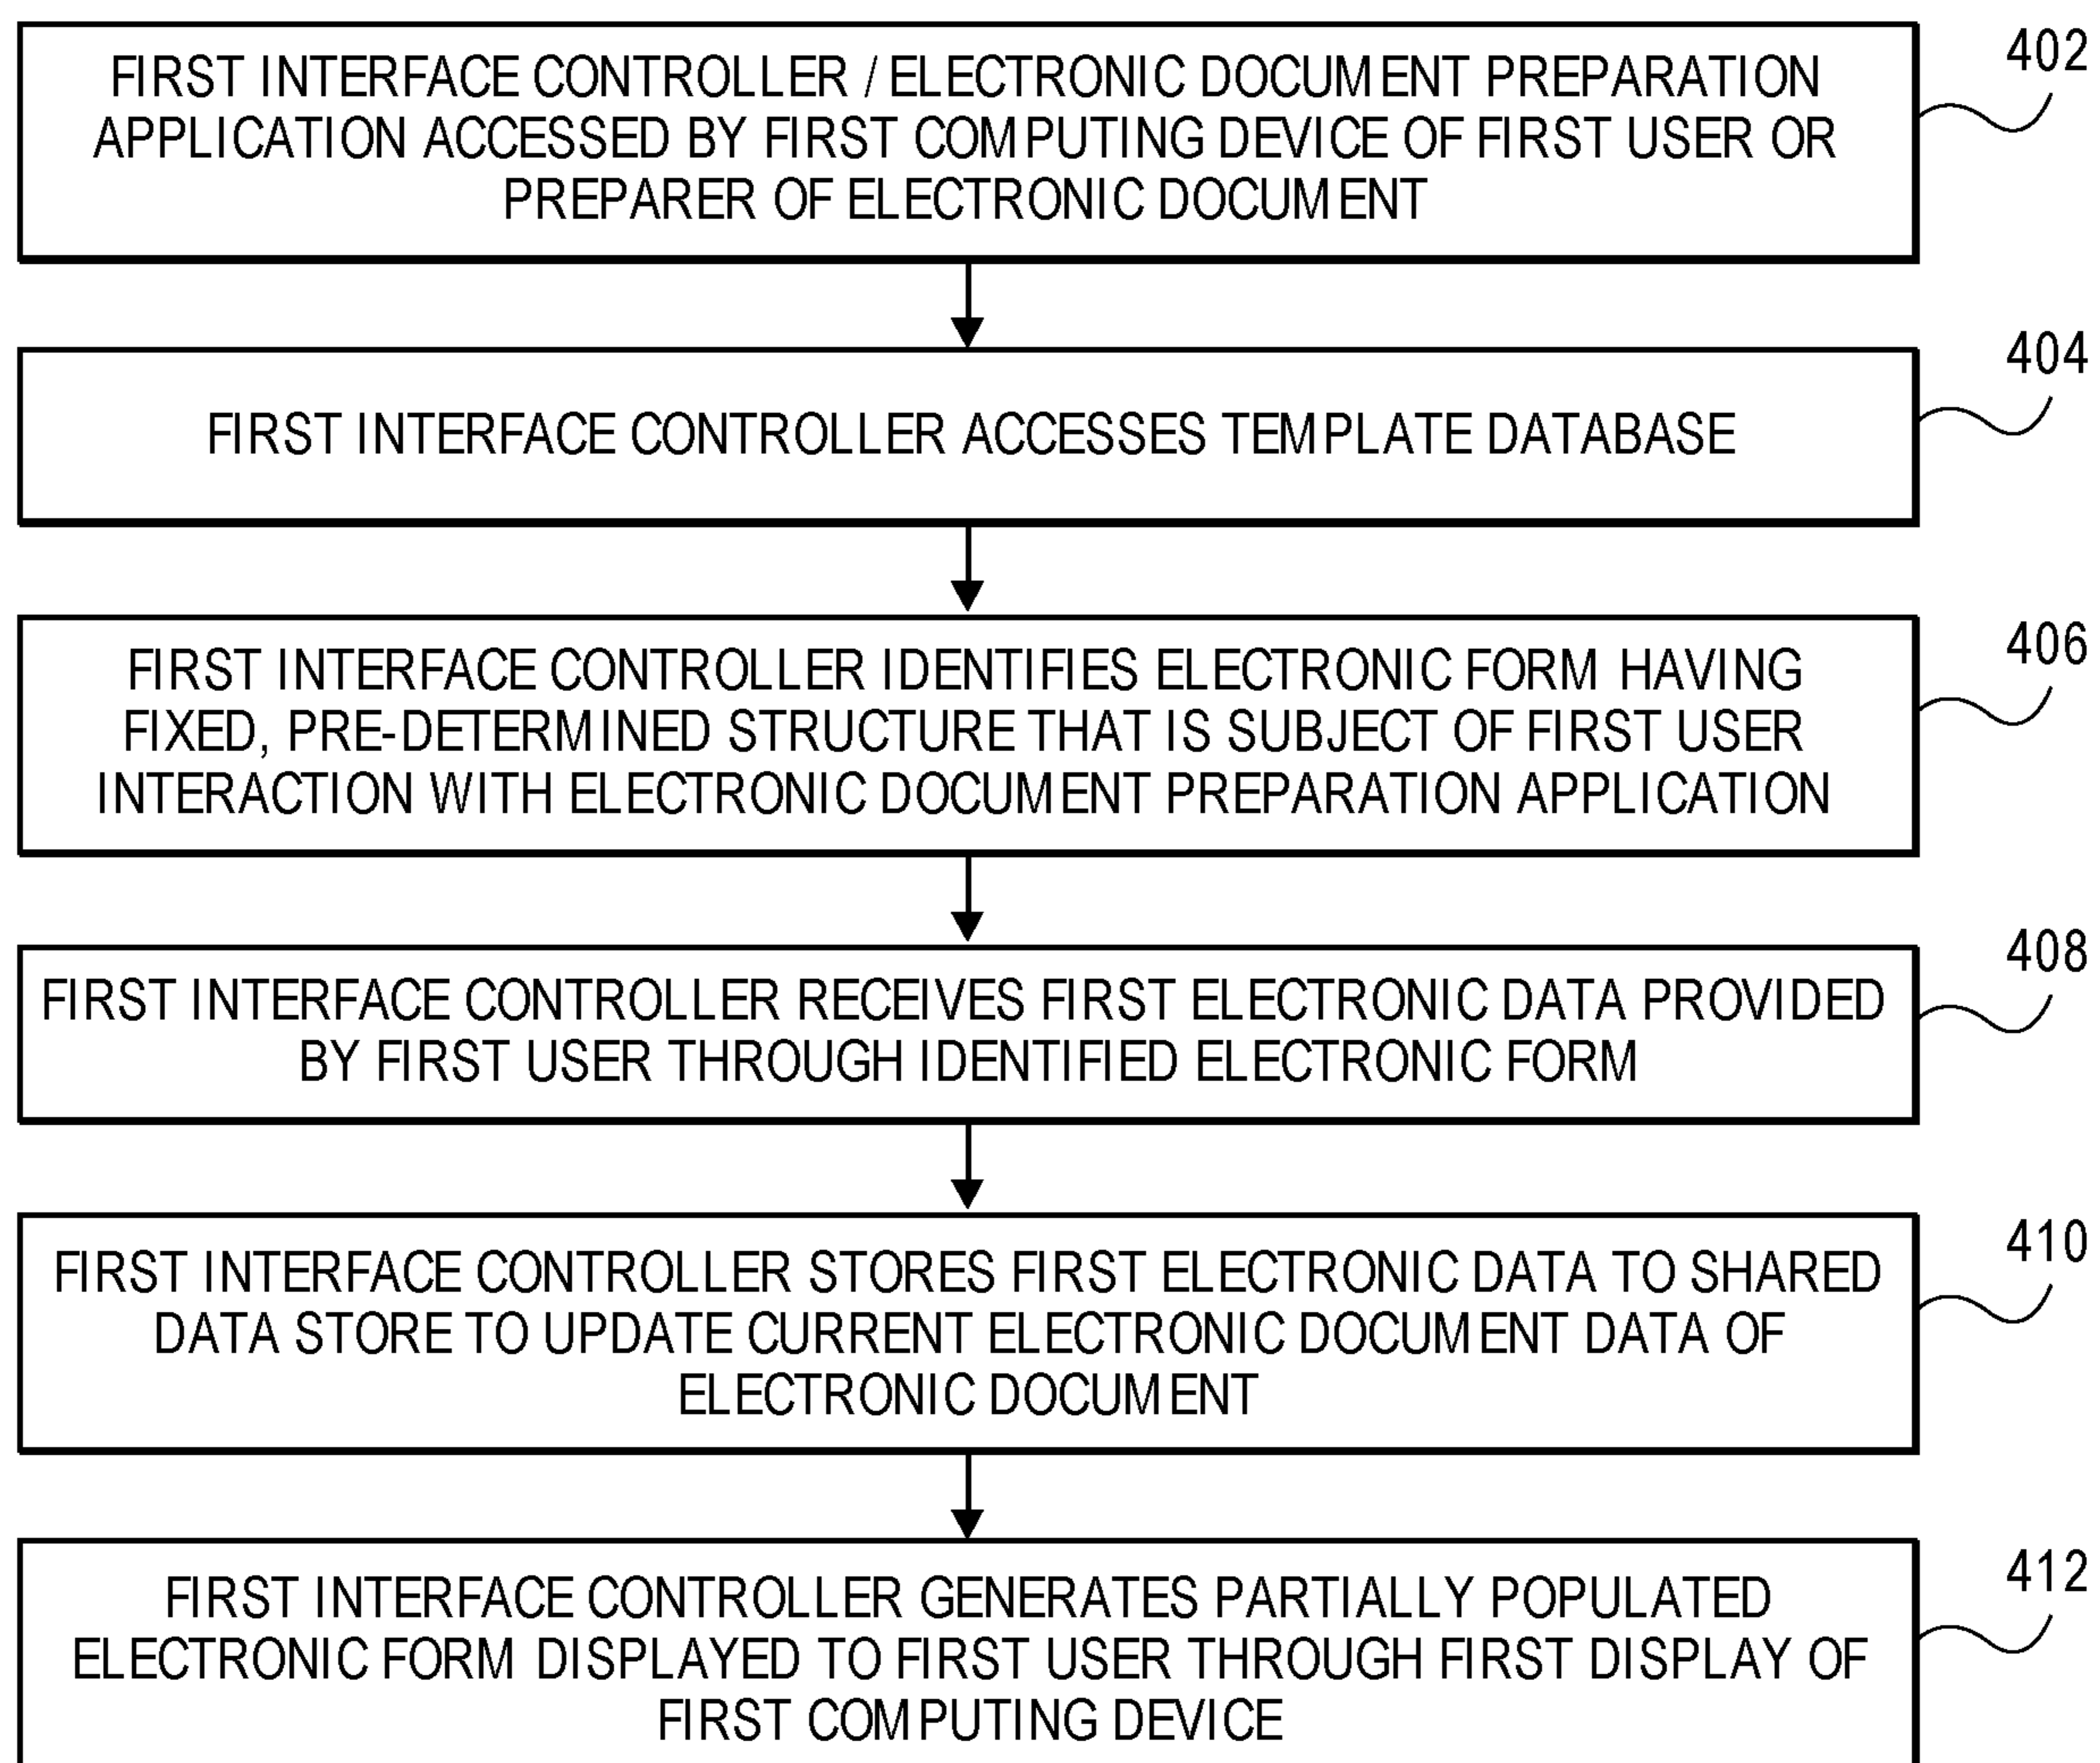 402
FIRST INTERFACE CONTROLLER / ELECTRONIC DOCUMENT PREPARATION
APPLICATION ACCESSED BY FIRST COMPUTING DEVICE OF FIRST USER OR
PREPARER OF ELECTRONIC DOCUMENT
404
FIRST INTERFACE CONTROLLER ACCESSES TEMPLATE DATABASE
406
FIRST INTERFACE CONTROLLER IDENTIFIES ELECTRONIC FORM HAVING
FIXED, PRE-DETERMINED STRUCTURE THAT IS SUBJECT OF FIRST USER
INTERACTION WITH ELECTRONIC DOCUMENT PREPARATION APPLICATION
408
FIRST INTERFACE CONTROLLER RECEIVES FIRST ELECTRONIC DATA PROVIDED
BY FIRST USER THROUGH IDENTIFIED ELECTRONIC FORM
410
FIRST INTERFACE CONTROLLER STORES FIRST ELECTRONIC DATA TO SHARED
DATA STORE TO UPDATE CURRENT ELECTRONIC DOCUMENT DATA OF
ELECTRONIC DOCUMENT
412
FIRST INTERFACE CONTROLLER GENERATES PARTIALLY POPULATED
ELECTRONIC FORM DISPLAYED TO FIRST USER THROUGH FIRST DISPLAY OF
FIRST COMPUTING DEVICE